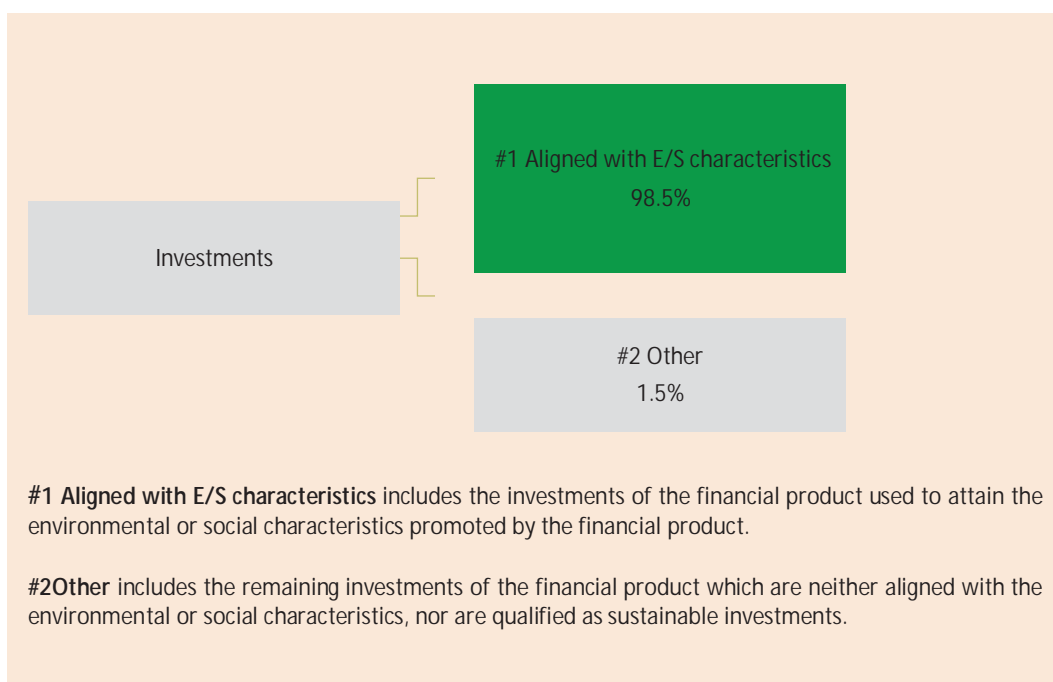 #1 Aligned with E/S characteristics
98.5%
Investments
#2 Other
1.5%
#1 Aligned with E/S characteristics includes the investments of the financial product used to attain the
environmental or social characteristics promoted by the financial product.
#2Other includes the remaining investments of the financial product which are neither aligned with the
environmental or social characteristics, nor are qualified as sustainable investments.